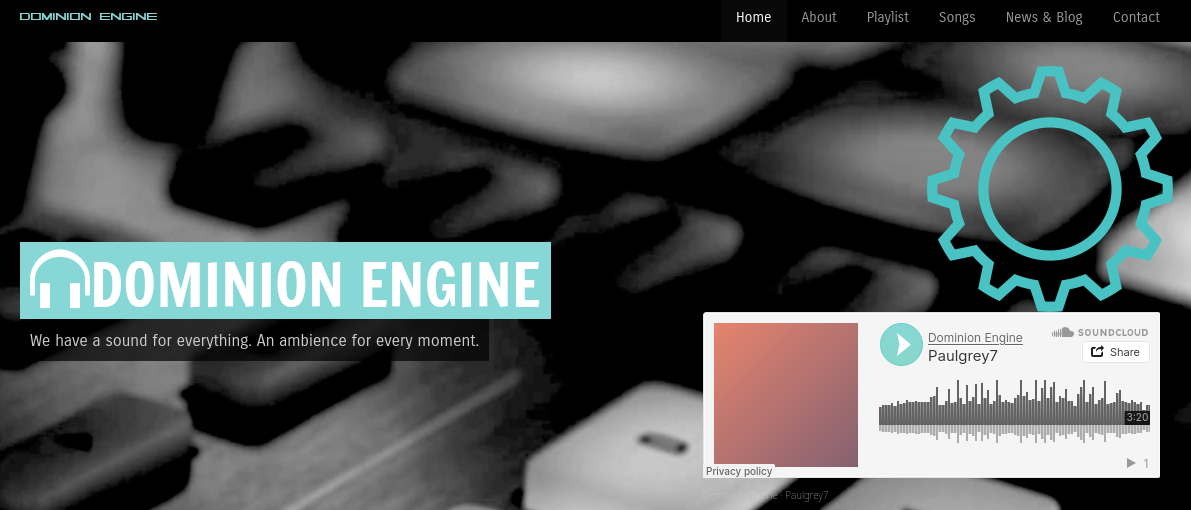 DOMINION ENGINE
Home About Playlist Songs News & Blog Contact
DOMINION ENGINE
We have a sound for everything. An ambience for every moment.
Dominion Engine
Paulgrey7
SOUNDCLOUD
Share
3:20
1
Privacy policy
· Paulgrey7